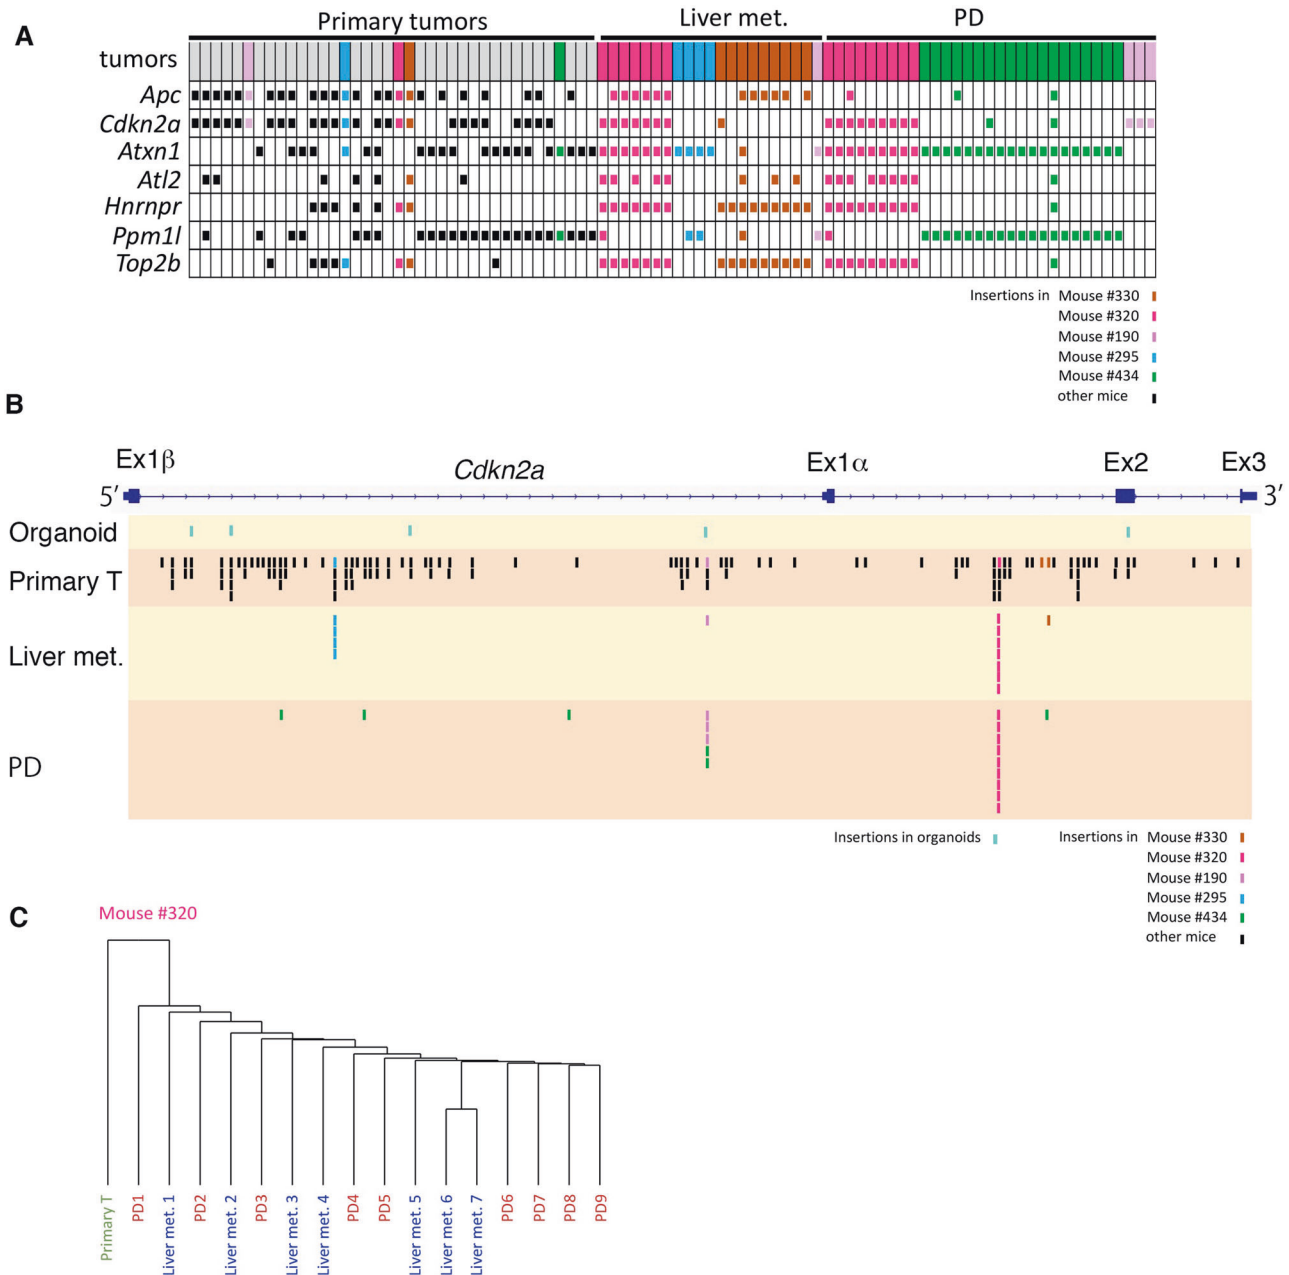 A
Primary tumors
Liver met.
PD
tumors
Apc
Cdkn2a
Atxn1
Atl2
Hnrnpr
Ppm1l
Top2b
Insertions in Mouse #330
Mouse #320
Mouse #190
Mouse #295
Mouse #434
other mice
B
Ex1β
Cdkn2a
Ex1α
Ex2
Ex3
5′
3′
Organoid
Primary T
Liver met.
PD
Insertions in organoids
Insertions in Mouse #330
Mouse #320
Mouse #190
Mouse #295
Mouse #434
other mice
C
Mouse #320
Primary T
PD1
Liver met. 1
PD2
Liver met. 2
PD3
Liver met. 3
Liver met. 4
PD4
PD5
Liver met. 5
Liver met. 6
Liver met. 7
PD6
PD7
PD8
PD9